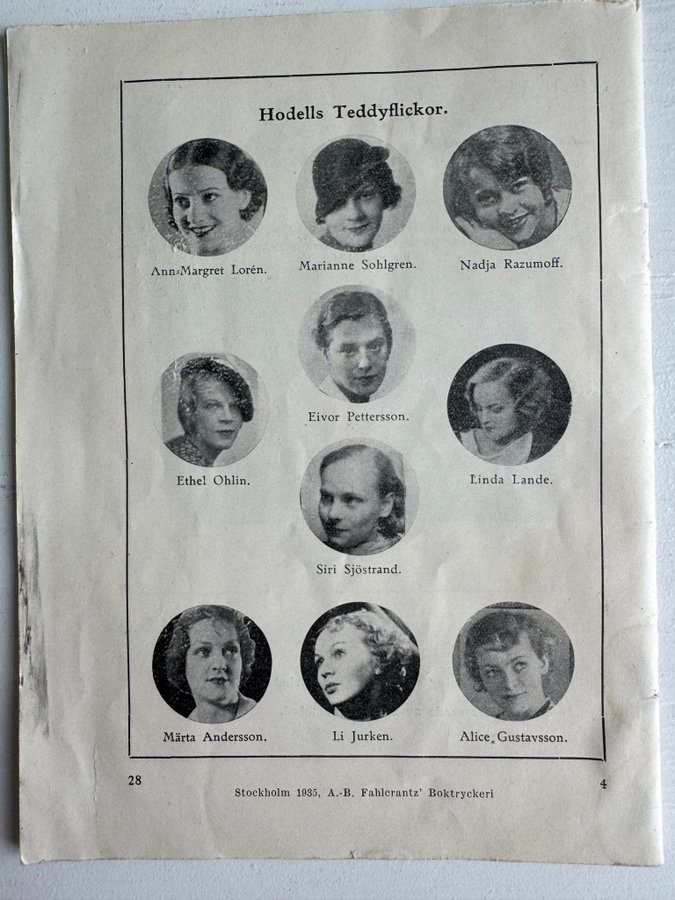 Hodells Teddyflickor.
Ann-Margret Lorén.
Marianne Sohlgren.
Nadja Razumoff.
Eivor Pettersson.
Ethel Ohlin.
Linda Lande.
Siri Sjöstrand.
Märta Andersson.
Li Jurken.
Alice Gustavsson.
28
4
Stockholm 1935, A.-B. Fahlcrantz' Boktryckeri